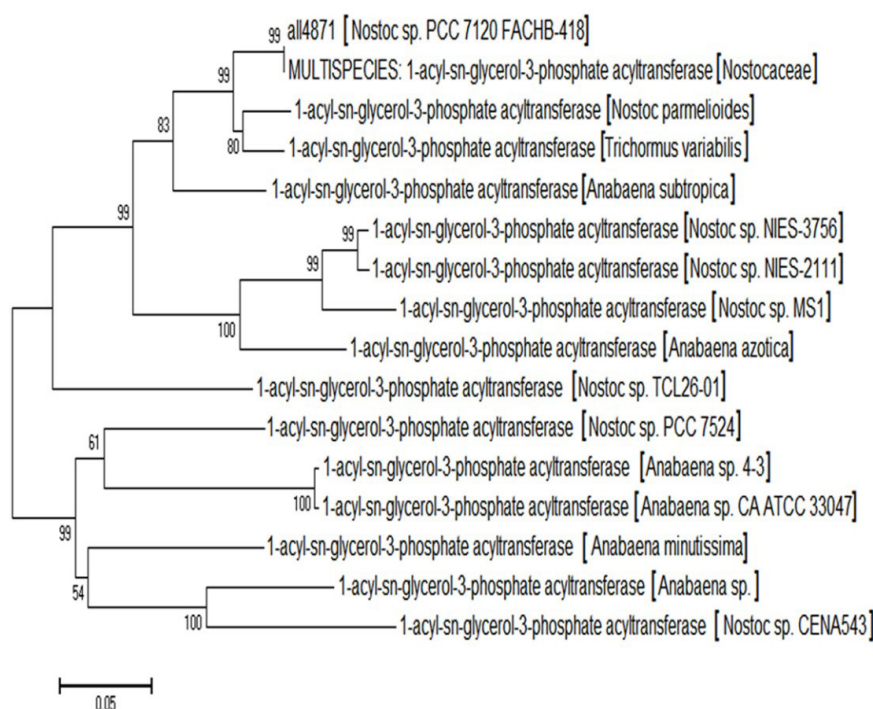 99
all4871 [Nostoc sp. PCC 7120 FACHB-418]
MULTISPECIES: 1-acyl-sn-glycerol-3-phosphate acyltransferase [Nostocaceae]
99
1-acyl-sn-glycerol-3-phosphate acyltransferase [Nostoc parmelioides]
83
80
1-acyl-sn-glycerol-3-phosphate acyltransferase [Trichormus variabilis]
1-acyl-sn-glycerol-3-phosphate acyltransferase [Anabaena subtropica]
99
99
1-acyl-sn-glycerol-3-phosphate acyltransferase [Nostoc sp. NIES-3756]
99
1-acyl-sn-glycerol-3-phosphate acyltransferase [Nostoc sp. NIES-2111]
1-acyl-sn-glycerol-3-phosphate acyltransferase [Nostoc sp. MS1]
100
1-acyl-sn-glycerol-3-phosphate acyltransferase [Anabaena azotica]
1-acyl-sn-glycerol-3-phosphate acyltransferase [Nostoc sp. TCL26-01]
1-acyl-sn-glycerol-3-phosphate acyltransferase [Nostoc sp. PCC 7524]
61
1-acyl-sn-glycerol-3-phosphate acyltransferase [Anabaena sp. 4-3]
100
1-acyl-sn-glycerol-3-phosphate acyltransferase [Anabaena sp. CA ATCC 33047]
99
1-acyl-sn-glycerol-3-phosphate acyltransferase [Anabaena minutissima]
54
1-acyl-sn-glycerol-3-phosphate acyltransferase [Anabaena sp.]
100
1-acyl-sn-glycerol-3-phosphate acyltransferase [Nostoc sp. CENA543]
0.05